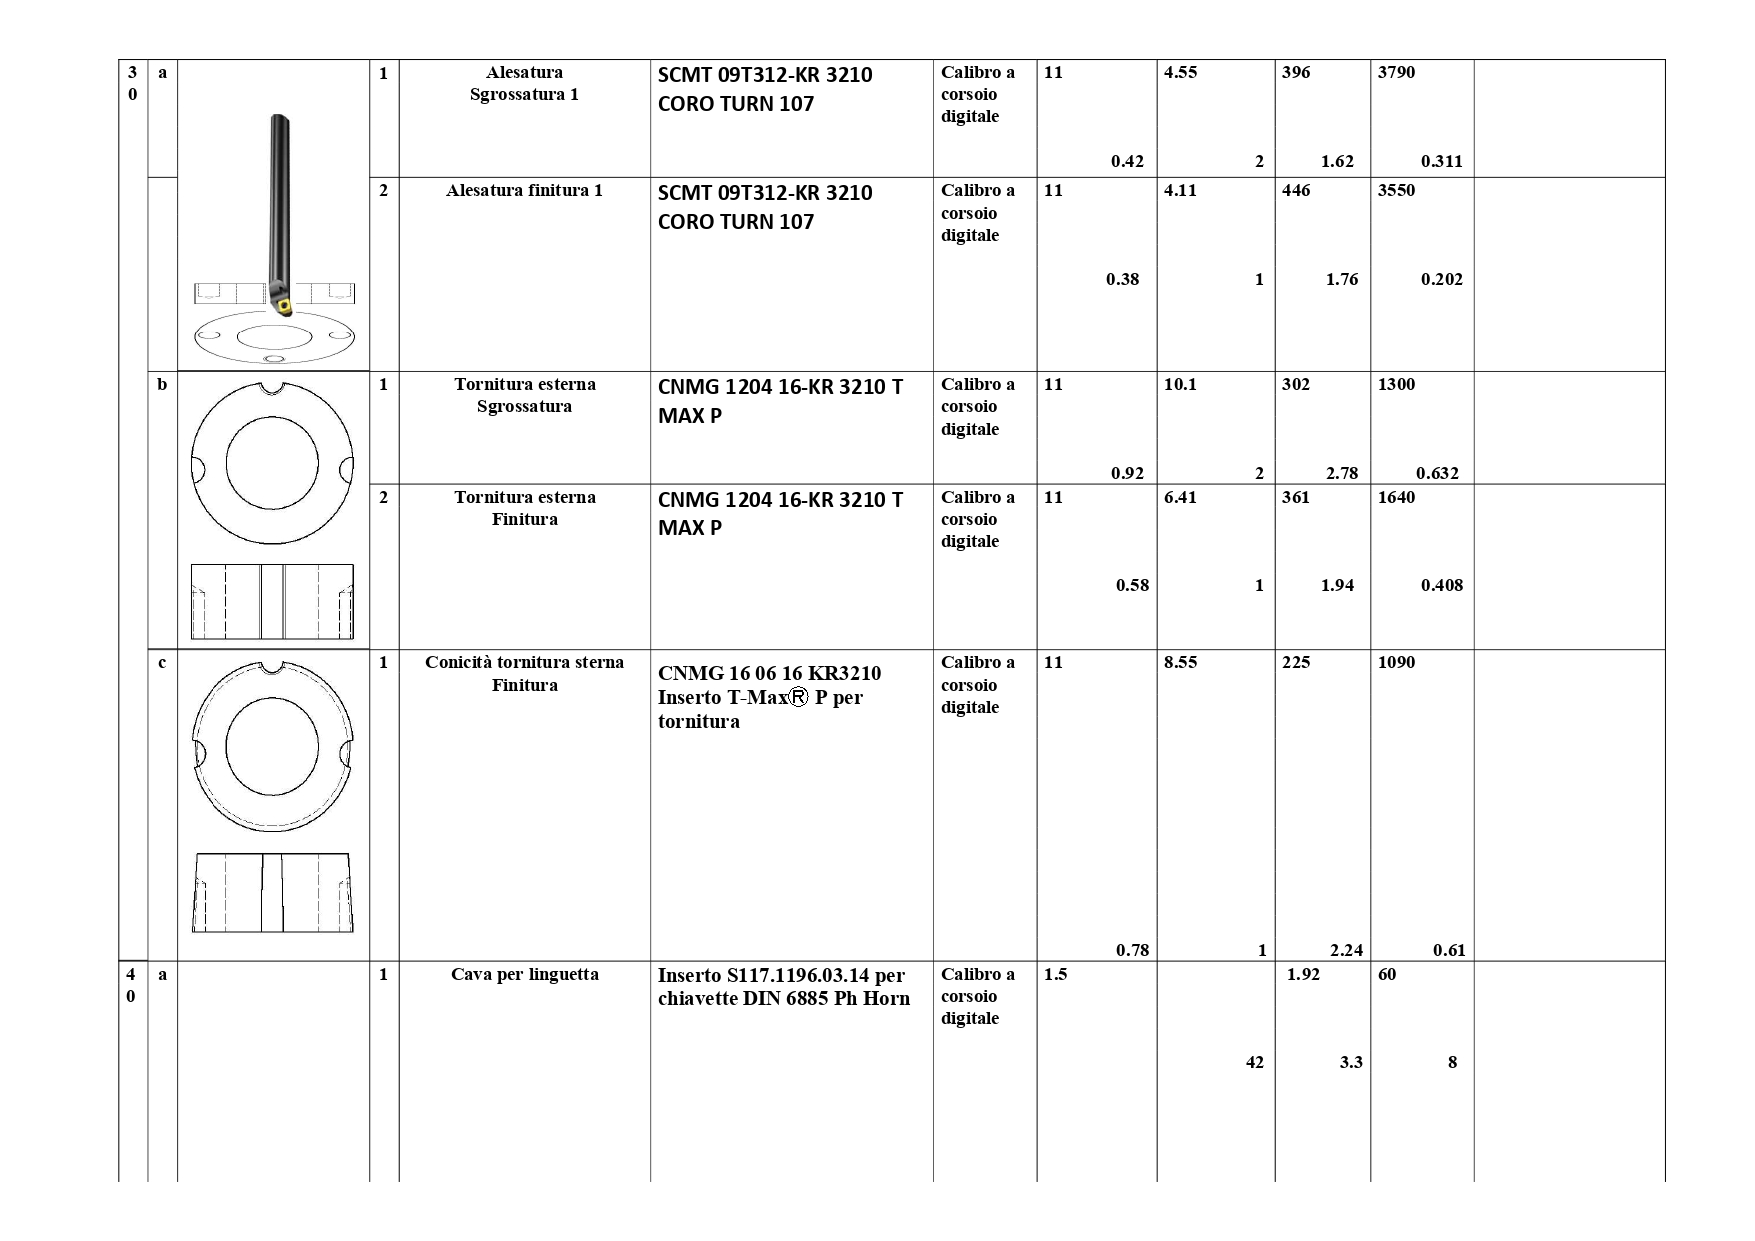 3
0
a
1
Alesatura
Sgrossatura 1
SCMT 09T312-KR 3210
CORO TURN 107
Calibro a
corsoio
digitale
11
0.42
4.55
2
396
1.62
3790
0.311
2
Alesatura finitura 1
SCMT 09T312-KR 3210
CORO TURN 107
Calibro a
corsoio
digitale
11
0.38
4.11
1
446
1.76
3550
0.202
b
1
Tornitura esterna
Sgrossatura
CNMG 1204 16-KR 3210 T
MAX P
Calibro a
corsoio
digitale
11
0.92
10.1
2
302
2.78
1300
0.632
2
Tornitura esterna
Finitura
CNMG 1204 16-KR 3210 T
MAX P
Calibro a
corsoio
digitale
11
0.58
6.41
1
361
1.94
1640
0.408
c
1
Conicità tornitura sterna
Finitura
CNMG 16 06 16 KR3210
Inserto T-Max® P per
tornitura
Calibro a
corsoio
digitale
11
0.78
8.55
1
225
2.24
1090
0.61
4
0
a
1
Cava per linguetta
Inserto S117.1196.03.14 per
chiavette DIN 6885 Ph Horn
Calibro a
corsoio
digitale
1.5
42
1.92
3.3
60
8